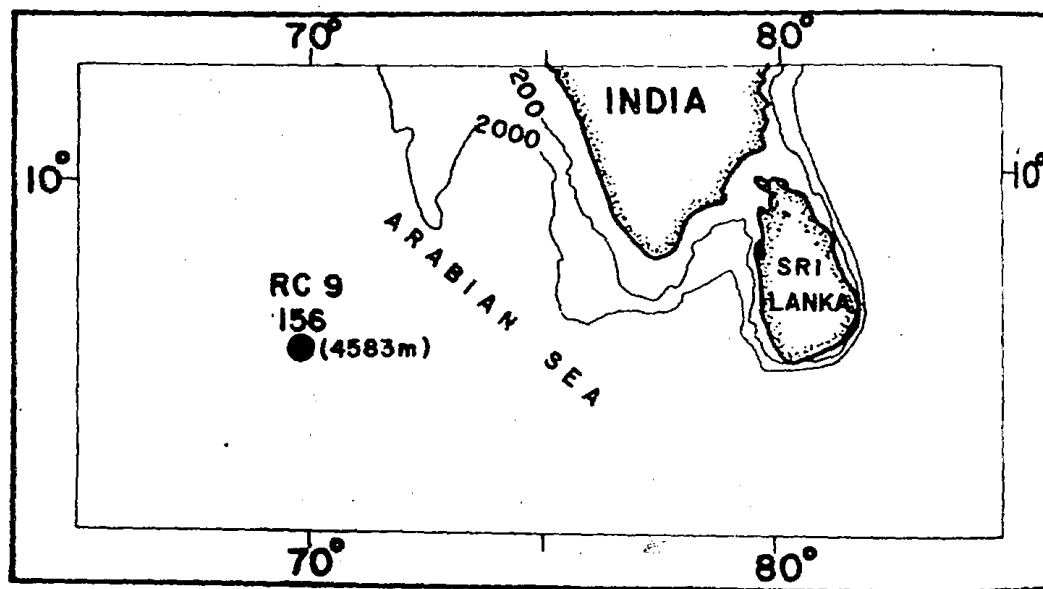 70° 80°
200
2000
INDIA
10° 10°
ARABIAN SEA
SRI
LANKA
RC 9
156
(4583m)
70° 80°